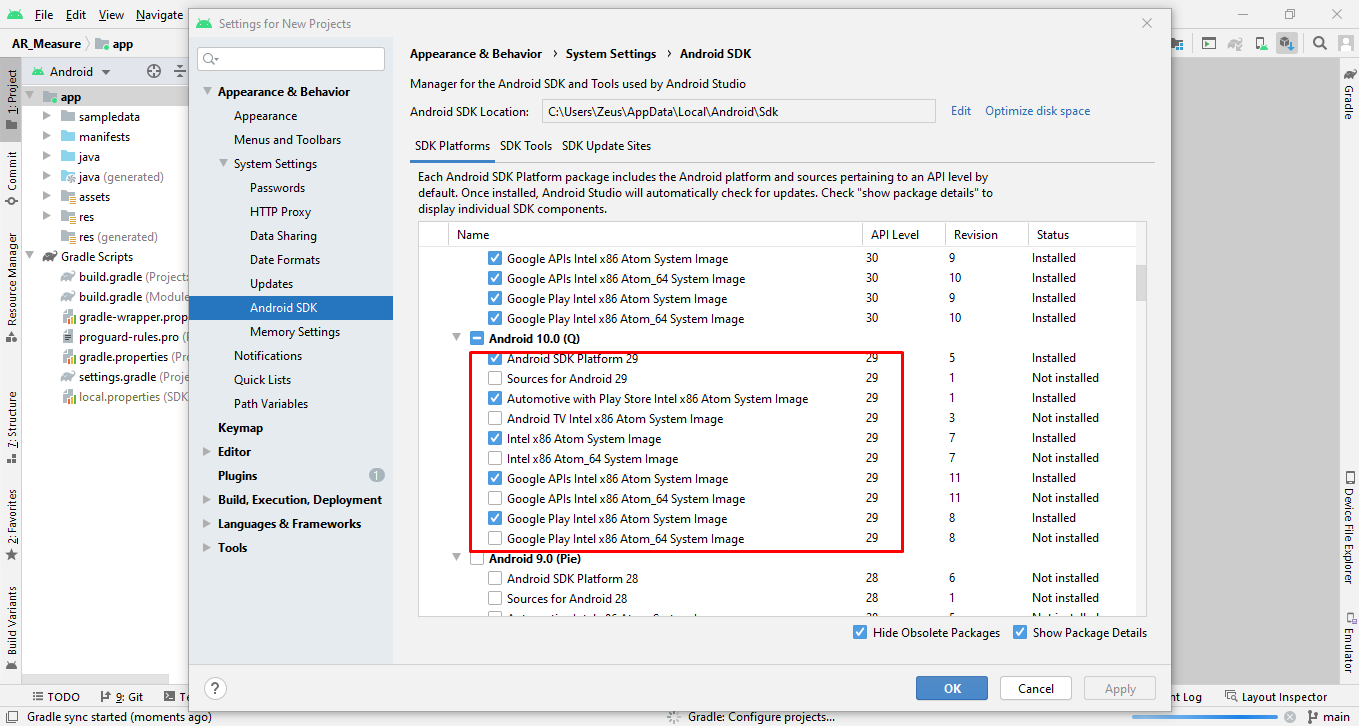 File Edit View Navigate
Settings for New Projects
AR_Measure app
Android
1: Project
Commit
Resource Manager
7: Structure
2: Favorites
Build Variants
app
sampledata
manifests
java
java (generated)
assets
res
res (generated)
Gradle Scripts
build.gradle (Project:
build.gradle (Module
gradle-wrapper.prop
proguard-rules.pro (
gradle.properties (Pro
settings.gradle (Proje
local.properties (SDK
Appearance & Behavior
Appearance
Menus and Toolbars
System Settings
Passwords
HTTP Proxy
Data Sharing
Date Formats
Updates
Android SDK
Memory Settings
Notifications
Quick Lists
Path Variables
Keymap
Editor
Plugins 1
Build, Execution, Deployment
Languages & Frameworks
Tools
Appearance & Behavior › System Settings › Android SDK
Manager for the Android SDK and Tools used by Android Studio
Android SDK Location: C:\Users\Zeus\AppData\Local\Android\Sdk Edit Optimize disk space
SDK Platforms SDK Tools SDK Update Sites
Each Android SDK Platform package includes the Android platform and sources pertaining to an API level by
default. Once installed, Android Studio will automatically check for updates. Check "show package details" to
display individual SDK components.
Name API Level Revision Status
Google APIs Intel x86 Atom System Image 30 9 Installed
Google APIs Intel x86 Atom_64 System Image 30 10 Installed
Google Play Intel x86 Atom System Image 30 9 Installed
Google Play Intel x86 Atom_64 System Image 30 10 Installed
Android 10.0 (Q)
Android SDK Platform 29 29 5 Installed
Sources for Android 29 29 1 Not installed
Automotive with Play Store Intel x86 Atom System Image 29 1 Installed
Android TV Intel x86 Atom System Image 29 3 Not installed
Intel x86 Atom System Image 29 7 Installed
Intel x86 Atom_64 System Image 29 7 Not installed
Google APIs Intel x86 Atom System Image 29 11 Installed
Google APIs Intel x86 Atom_64 System Image 29 11 Not installed
Google Play Intel x86 Atom System Image 29 8 Installed
Google Play Intel x86 Atom_64 System Image 29 8 Not installed
Android 9.0 (Pie)
Android SDK Platform 28 28 6 Not installed
Sources for Android 28 28 1 Not installed
Hide Obsolete Packages Show Package Details
? OK Cancel Apply
Gradle
Device File Explorer
Emulator
TODO 9: Git Te nt Log Layout Inspector
Gradle sync started (moments ago) Gradle: Configure projects... main